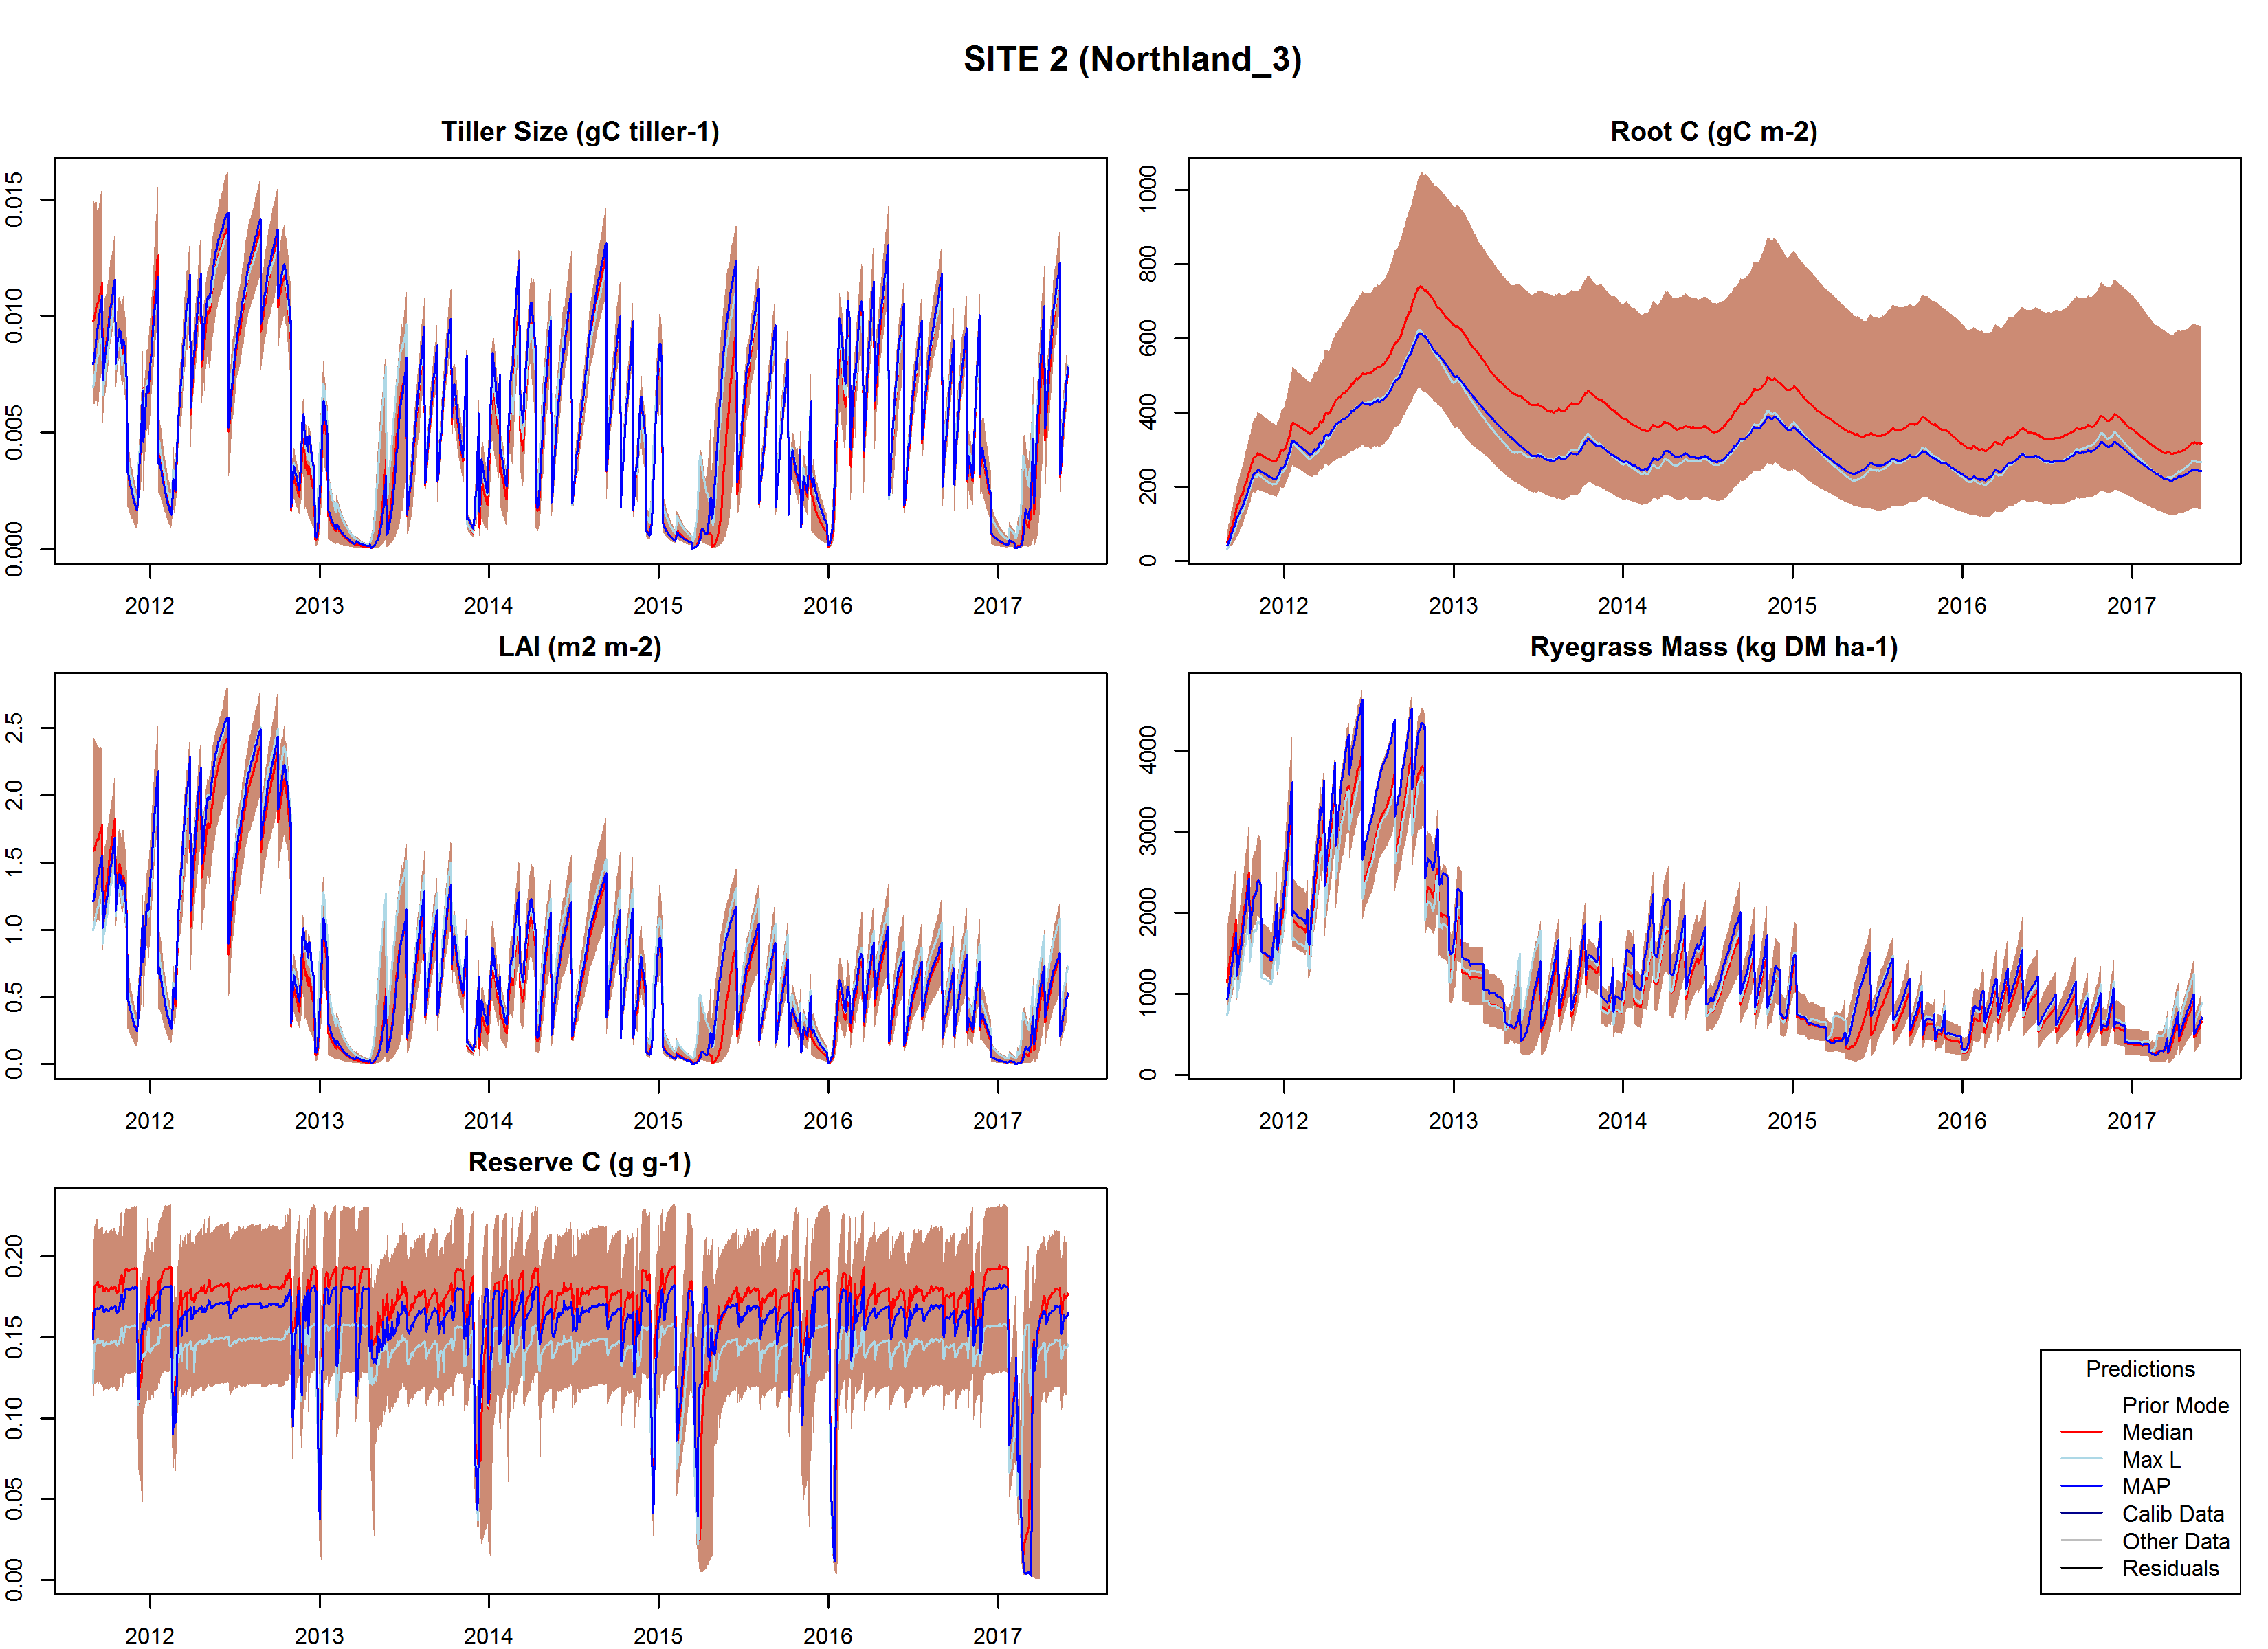 SITE 2 (Northland_3)
Tiller Size (gC tiller-1)
0.000 0.005 0.010 0.015
2012 2013 2014 2015 2016 2017
Root C (gC m-2)
0 200 400 600 800 1000
2012 2013 2014 2015 2016 2017
LAI (m2 m-2)
0.0 0.5 1.0 1.5 2.0 2.5
2012 2013 2014 2015 2016 2017
Ryegrass Mass (kg DM ha-1)
0 1000 2000 3000 4000
2012 2013 2014 2015 2016 2017
Reserve C (g g-1)
0.00 0.05 0.10 0.15 0.20
2012 2013 2014 2015 2016 2017
Predictions
Prior Mode
Median
Max L
MAP
Calib Data
Other Data
Residuals